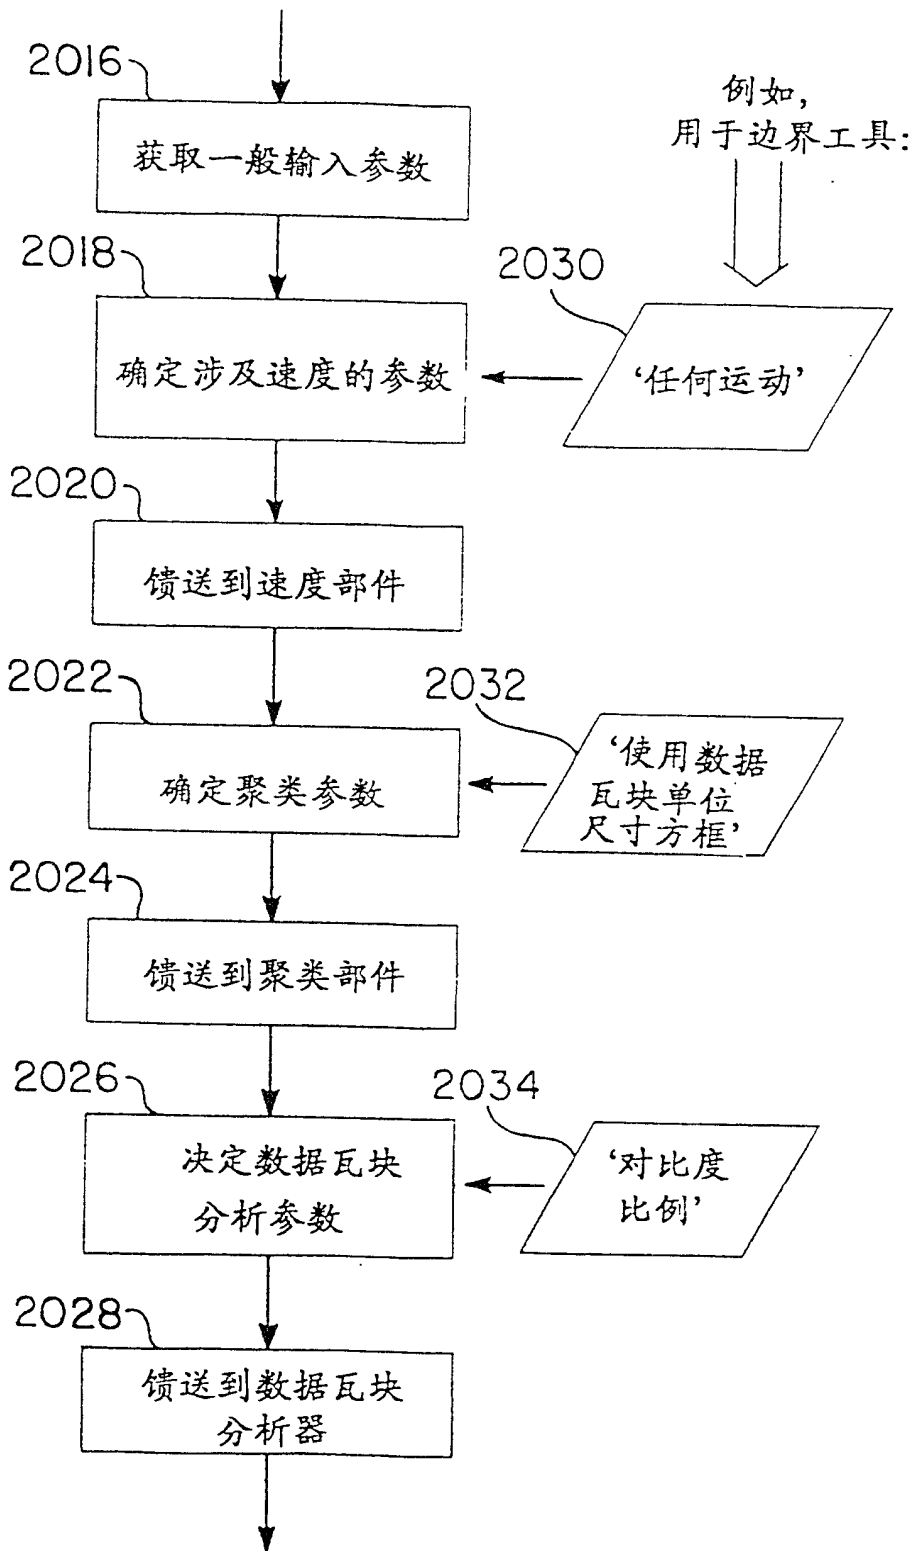 2016
获取一般输入参数
例如,
用于边界工具:
2018
确定涉及速度的参数
2030
‘任何运动’
2020
馈送到速度部件
2022
确定聚类参数
2032
‘使用数据
瓦块单位
尺寸方框’
2024
馈送到聚类部件
2026
决定数据瓦块
分析参数
2034
‘对比度
比例’
2028
馈送到数据瓦块
分析器